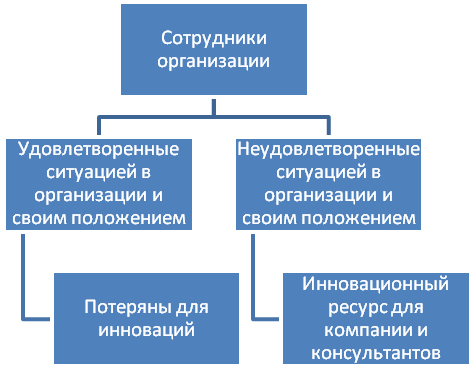 Сотрудники
организации
Удовлетворенные
ситуацией в
организации и
своим положением
Неудовлетворенные
ситуацией в
организации и
своим положением
Потеряны для
инноваций
Инновационный
ресурс для
компании и
консультантов